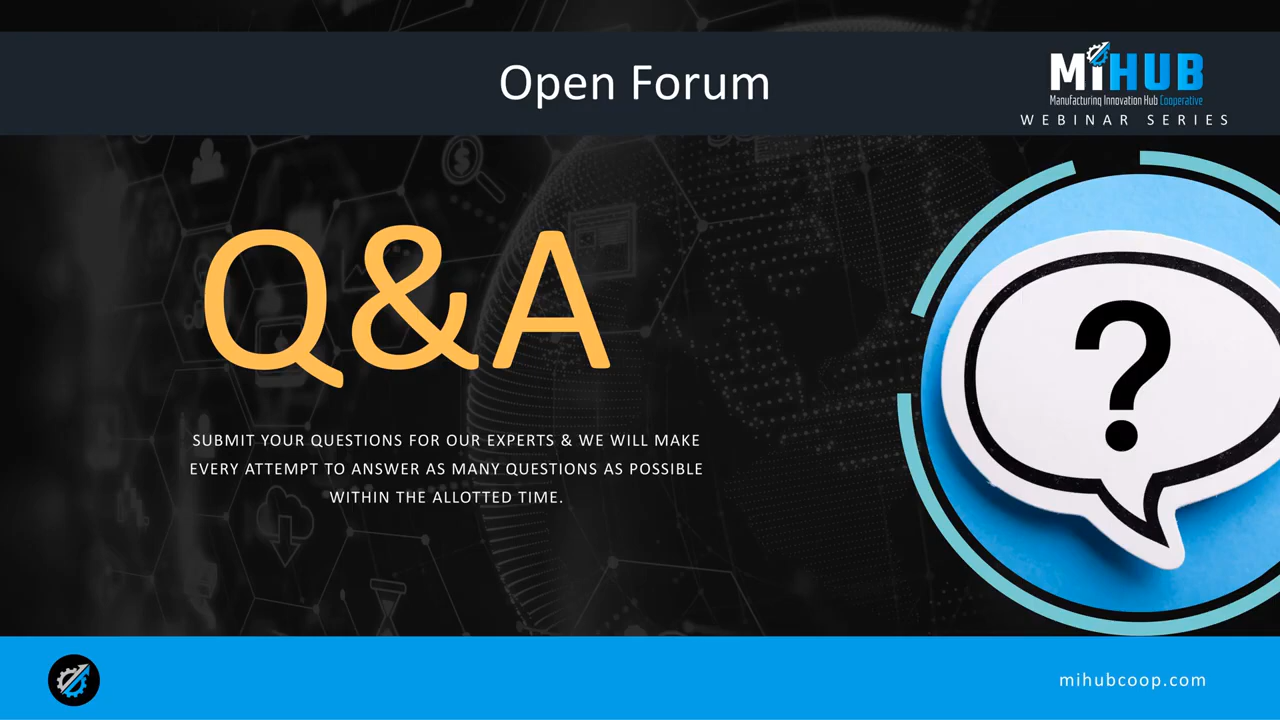 Open Forum
MiHUB
Manufacturing Innovation Hub Cooperative
WEBINAR SERIES
Q&A
SUBMIT YOUR QUESTIONS FOR OUR EXPERTS & WE WILL MAKE
EVERY ATTEMPT TO ANSWER AS MANY QUESTIONS AS POSSIBLE
WITHIN THE ALLOTTED TIME.
?
mihubcoop.com